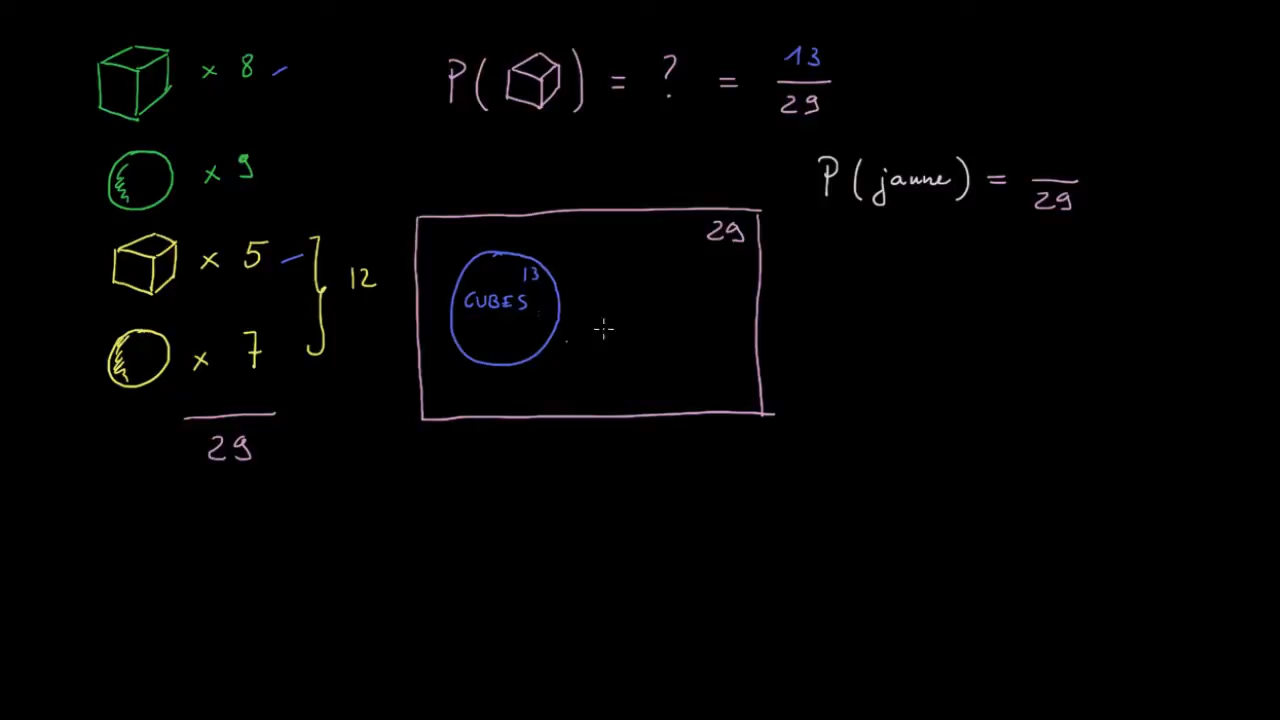 × 8
P( ) = ? = 13/29
× 9
P(jaune) = /29
× 5
12
× 7
29
29
13
CUBES